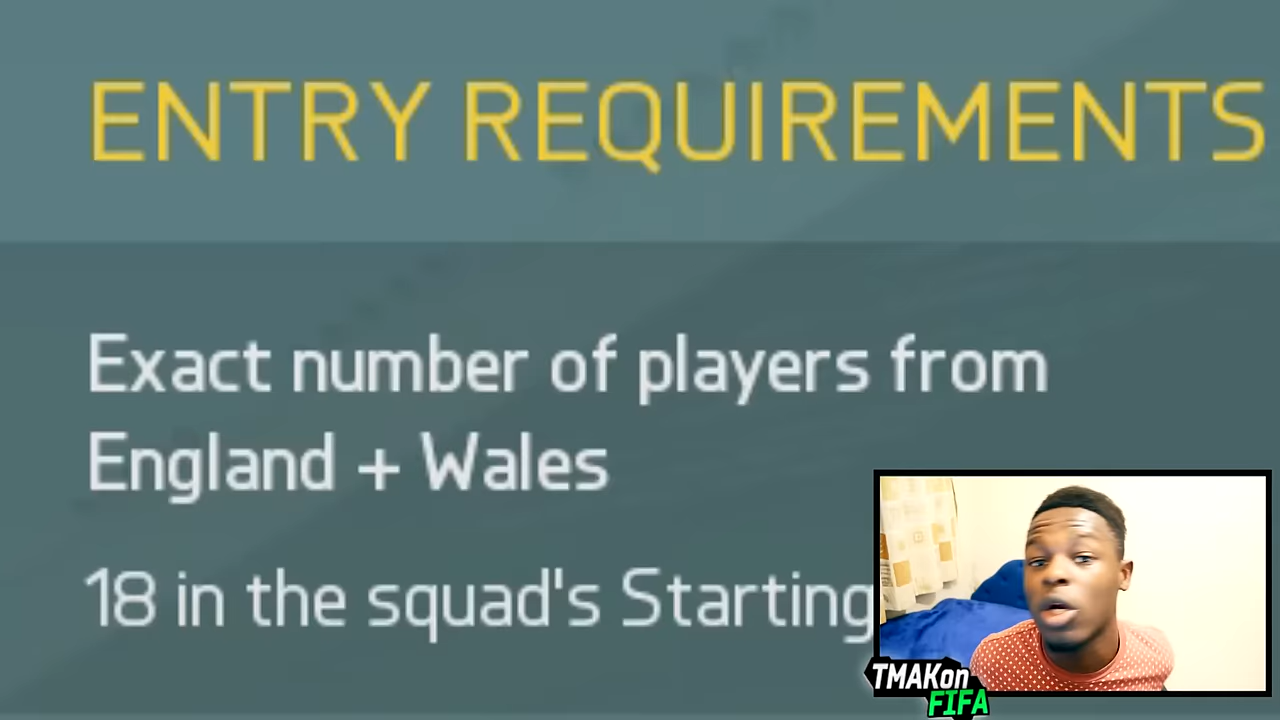 ENTRY REQUIREMENTS
Exact number of players from
England + Wales
18 in the squad's Starting
TMAKon
FIFA